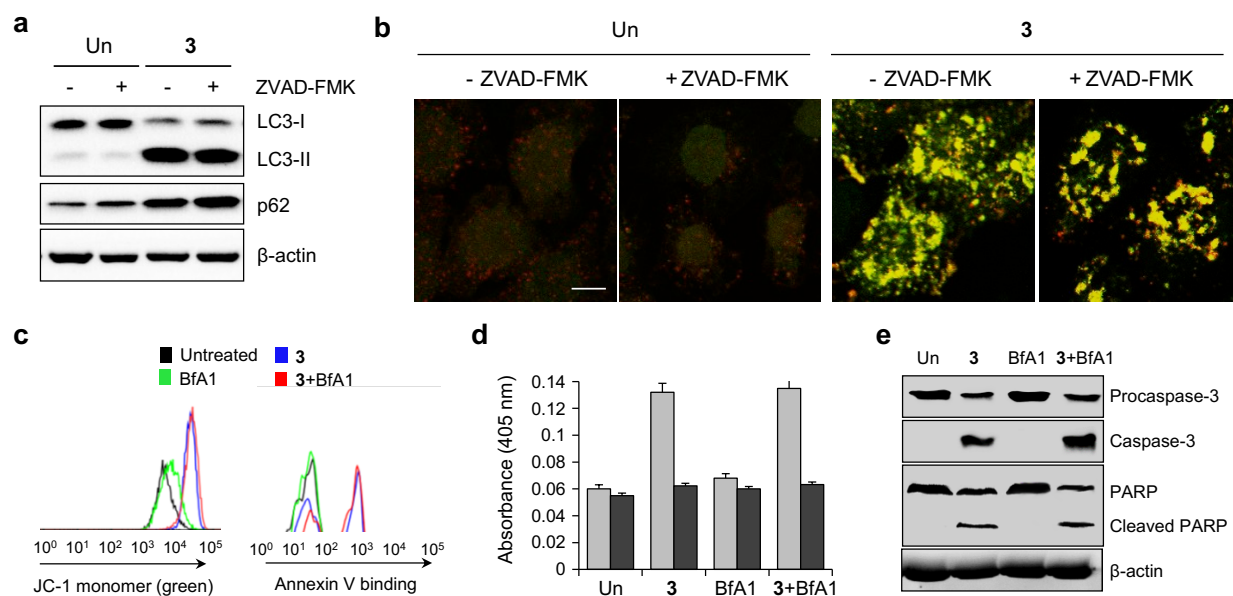 a
Un 3
- + - + ZVAD-FMK
LC3-I
LC3-II
p62
β-actin
b
Un 3
- ZVAD-FMK + ZVAD-FMK - ZVAD-FMK + ZVAD-FMK
c
Untreated 3
BfA1 3+BfA1
10⁰ 10¹ 10² 10³ 10⁴ 10⁵
JC-1 monomer (green)
10⁰ 10¹ 10² 10³ 10⁴ 10⁵
Annexin V binding
d
Absorbance (405 nm)
0.14
0.12
0.1
0.08
0.06
0.04
0.02
0
Un 3 BfA1 3+BfA1
e
Un 3 BfA1 3+BfA1
Procaspase-3
Caspase-3
PARP
Cleaved PARP
β-actin